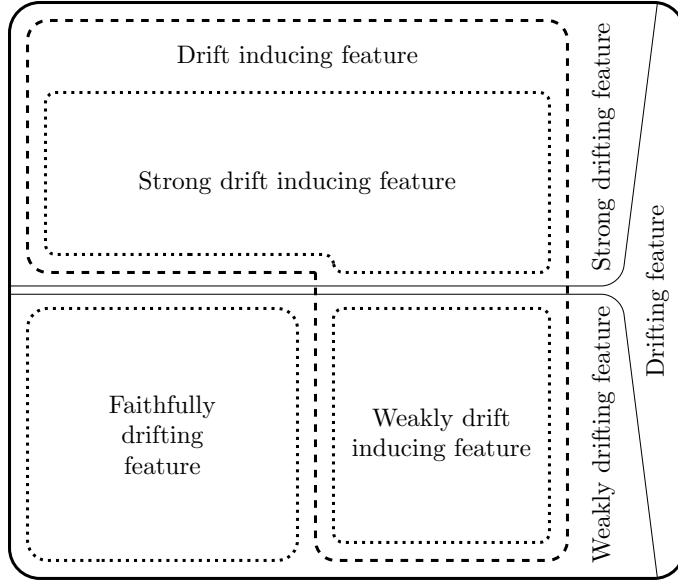 Drift inducing feature
Strong drift inducing feature
Strong drifting feature
Drifting feature
Faithfully
drifting
feature
Weakly drift
inducing feature
Weakly drifting feature